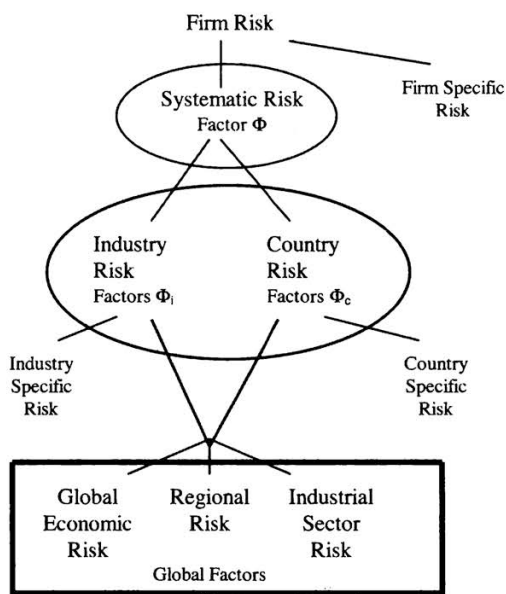 Firm Risk
Firm Specific
Risk
Systematic Risk
Factor Φ
Industry
Risk
Factors Φi
Country
Risk
Factors Φc
Industry
Specific
Risk
Country
Specific
Risk
Global
Economic
Risk
Regional
Risk
Industrial
Sector
Risk
Global Factors